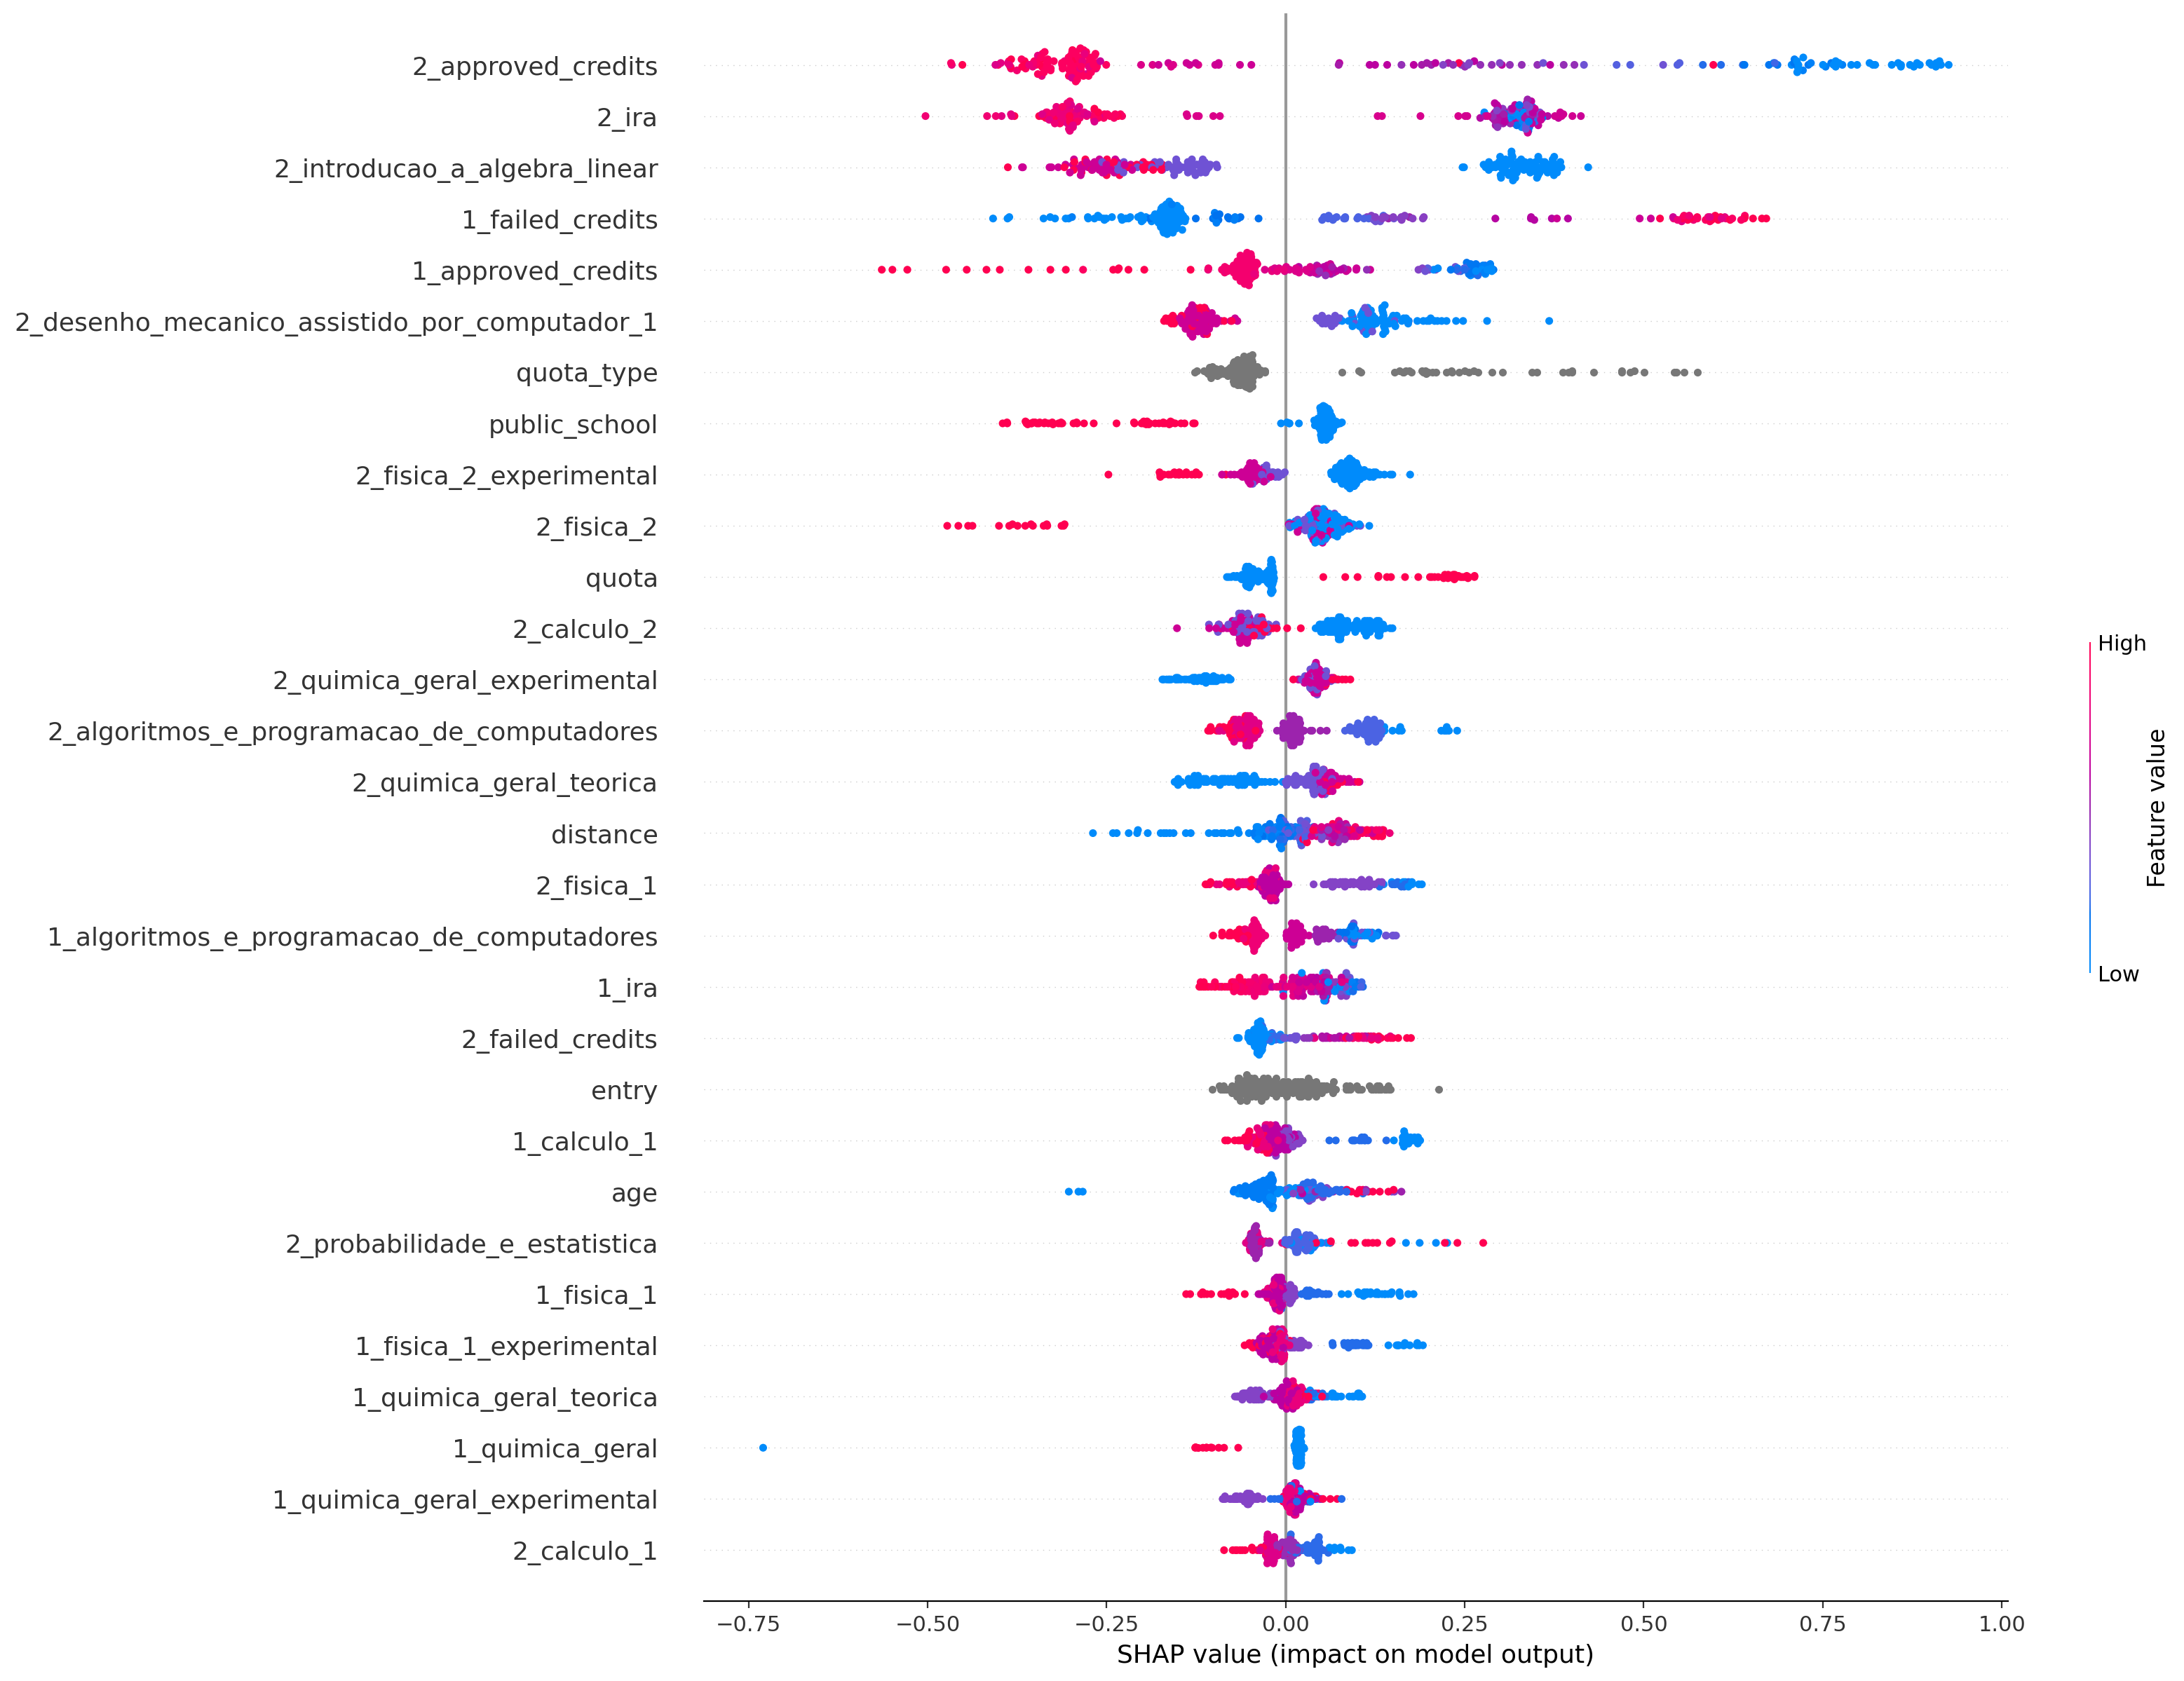 2_approved_credits
2_ira
2_introducao_a_algebra_linear
1_failed_credits
1_approved_credits
2_desenho_mecanico_assistido_por_computador_1
quota_type
public_school
2_fisica_2_experimental
2_fisica_2
quota
2_calculo_2
2_quimica_geral_experimental
2_algoritmos_e_programacao_de_computadores
2_quimica_geral_teorica
distance
2_fisica_1
1_algoritmos_e_programacao_de_computadores
1_ira
2_failed_credits
entry
1_calculo_1
age
2_probabilidade_e_estatistica
1_fisica_1
1_fisica_1_experimental
1_quimica_geral_teorica
1_quimica_geral
1_quimica_geral_experimental
2_calculo_1
−0.75 −0.50 −0.25 0.00 0.25 0.50 0.75 1.00
SHAP value (impact on model output)
High
Feature value
Low